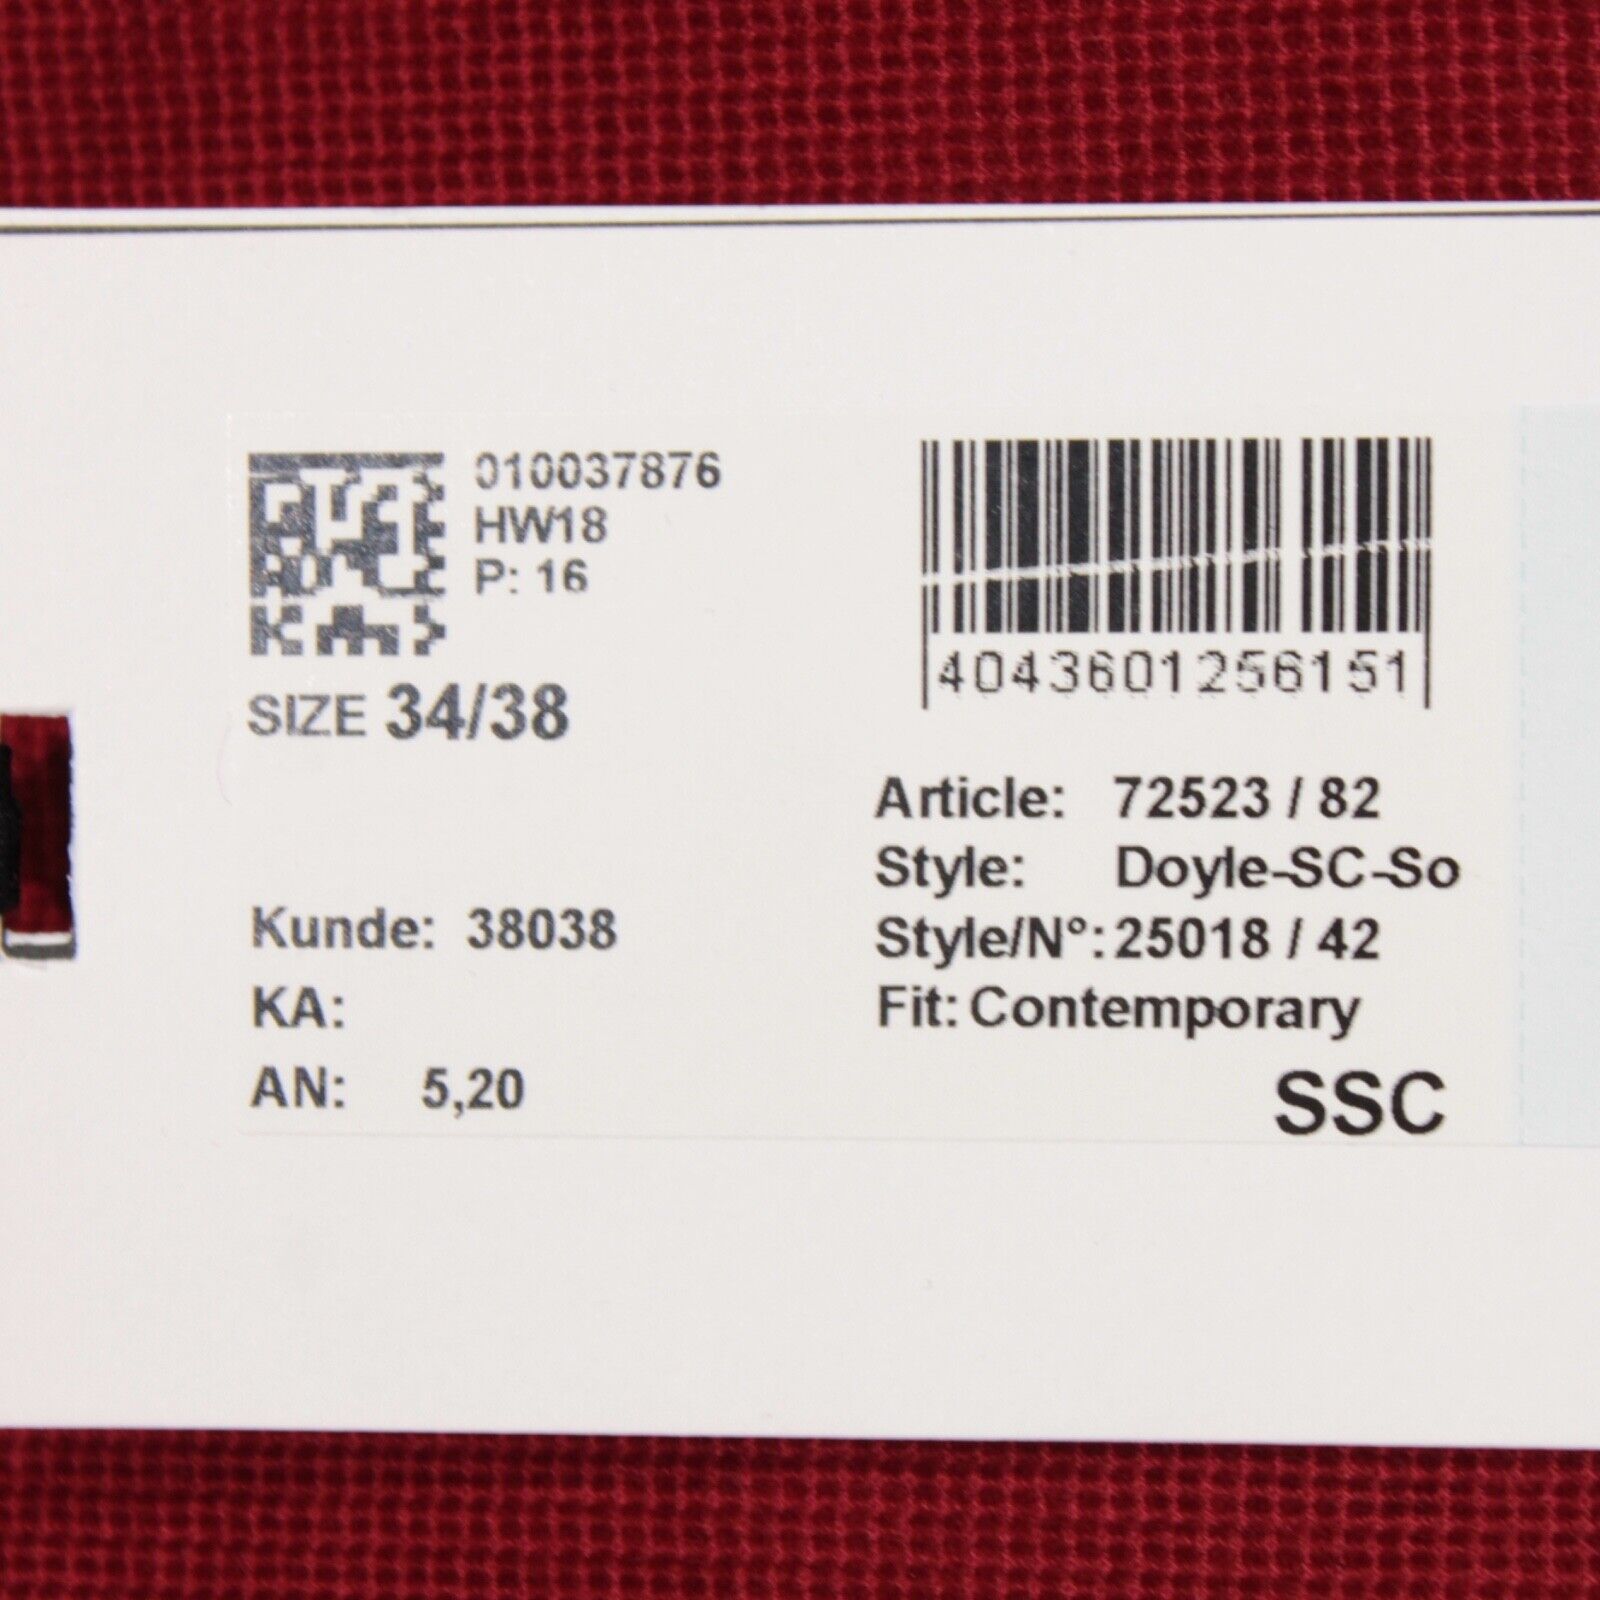 010037876
HW18
P: 16
SIZE 34/38
4043601256151
Article: 72523 / 82
Style: Doyle-SC-So
Style/N°: 25018 / 42
Fit: Contemporary
SSC
Kunde: 38038
KA:
AN: 5,20